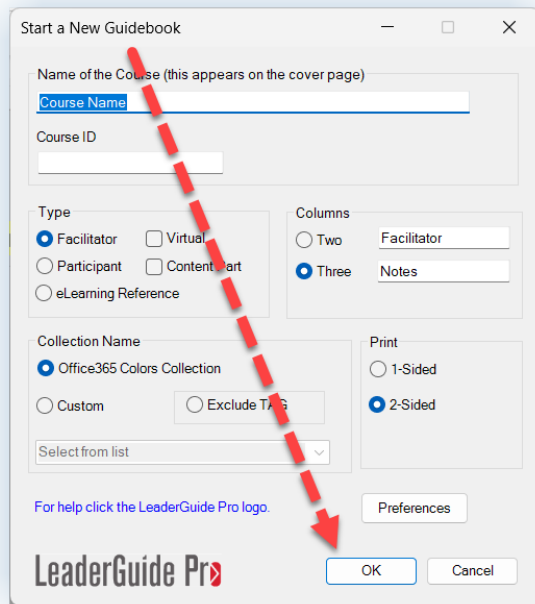 Start a New Guidebook
Name of the Course (this appears on the cover page)
Course Name
Course ID
Type
Facilitator
Virtual
Participant
Content Part
eLearning Reference
Columns
Two
Facilitator
Three
Notes
Collection Name
Office365 Colors Collection
Custom
Exclude TAG
Select from list
Print
1-Sided
2-Sided
For help click the LeaderGuide Pro logo.
Preferences
LeaderGuide Pro
OK
Cancel